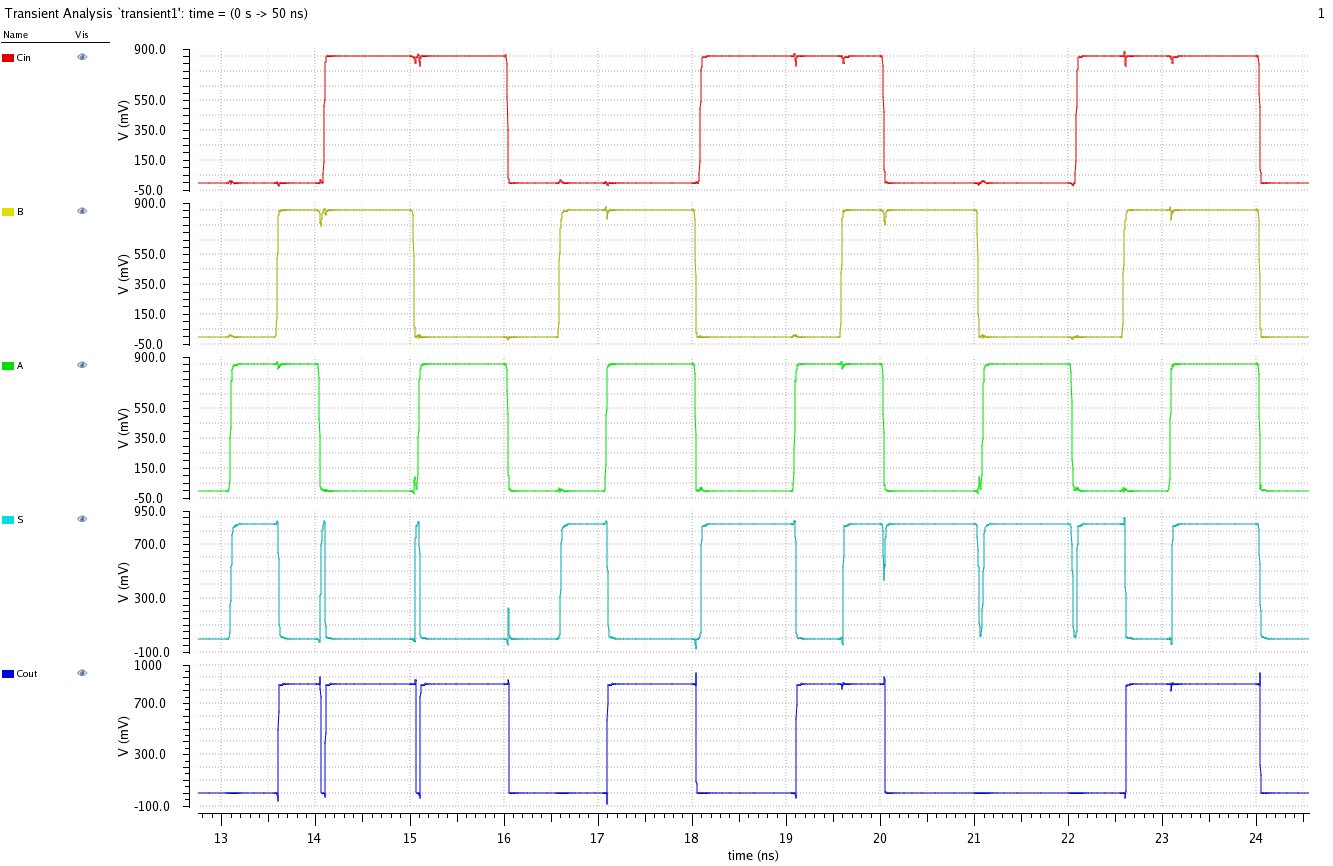 Transient Analysis `transient1': time = (0 s -> 50 ns)
1
Name Vis
Cin
900.0
550.0
350.0
150.0
-50.0
V (mV)
B
900.0
550.0
350.0
150.0
-50.0
V (mV)
A
900.0
550.0
350.0
150.0
-50.0
V (mV)
S
950.0
700.0
300.0
-100.0
V (mV)
Cout
1000
700.0
300.0
-100.0
V (mV)
13 14 15 16 17 18 19 20 21 22 23 24
time (ns)